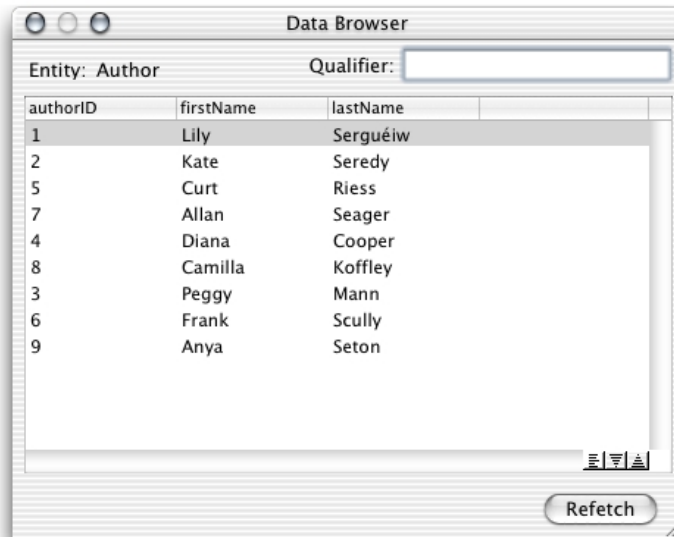 Data Browser
Entity: Author Qualifier:
authorID firstName lastName
1 Lily Serguéiw
2 Kate Seredy
5 Curt Riess
7 Allan Seager
4 Diana Cooper
8 Camilla Koffley
3 Peggy Mann
6 Frank Scully
9 Anya Seton
Refetch